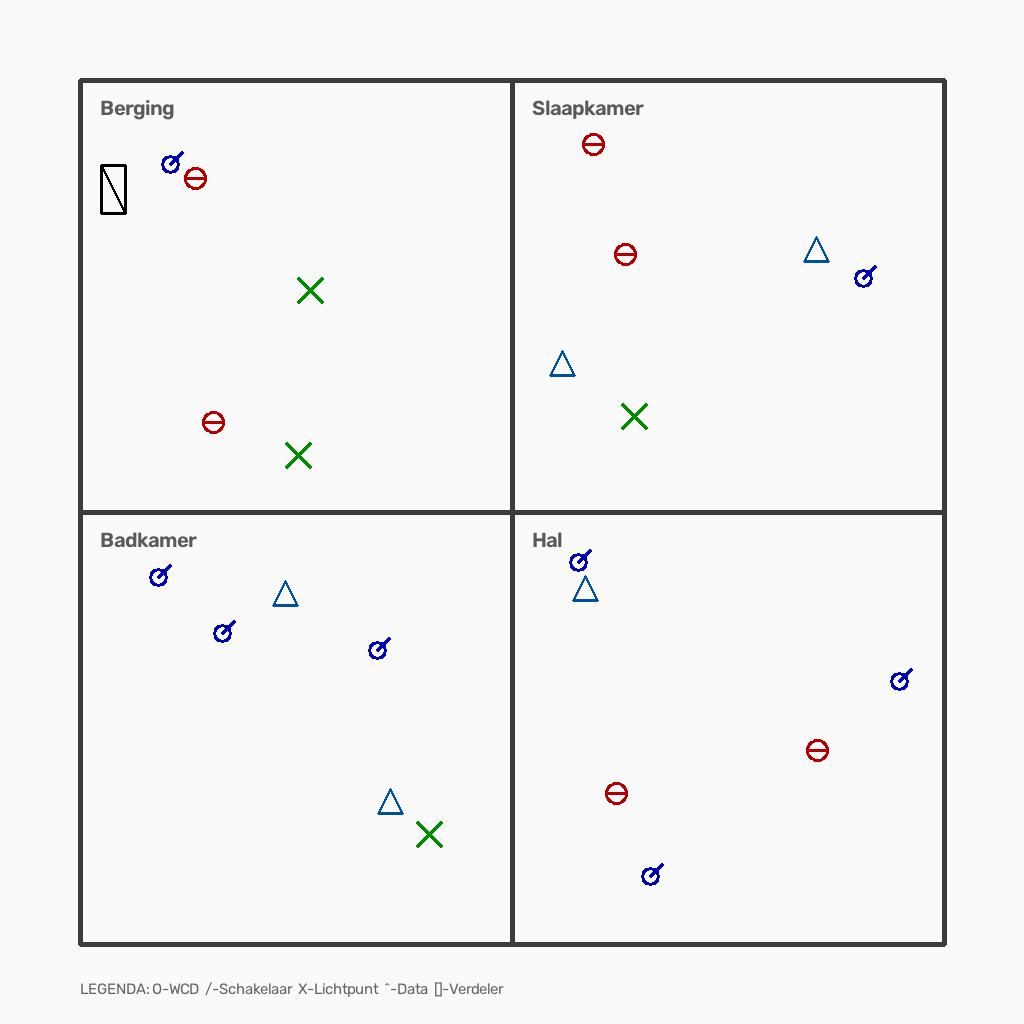 Berging
Slaapkamer
Badkamer
Hal
LEGENDA: O-WCD /-Schakelaar X-Lichtpunt ^-Data []-Verdeler